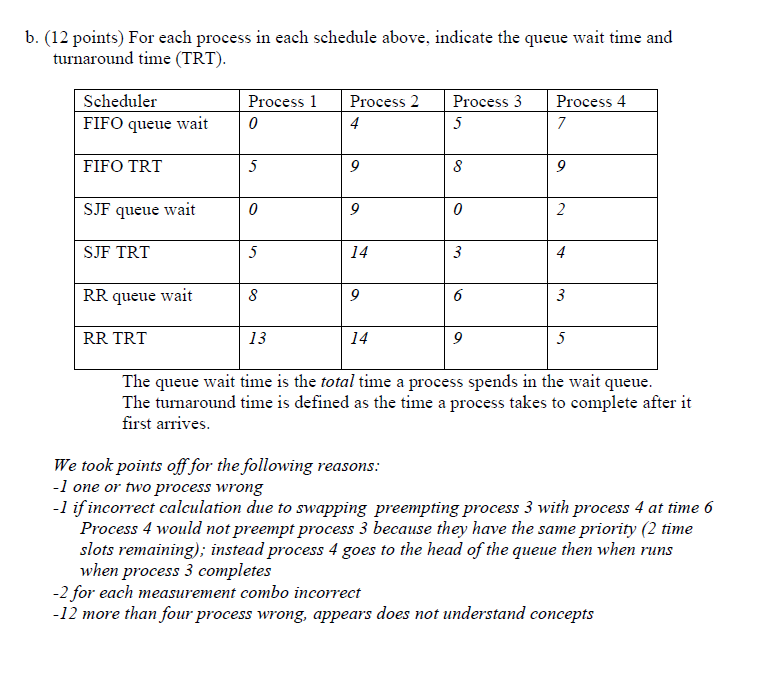 b. (12 points) For each process in each schedule above, indicate the queue wait time and
turnaround time (TRT).
Scheduler Process 1 Process 2 Process 3 Process 4
FIFO queue wait 0 4 5 7
FIFO TRT 5 9 8 9
SJF queue wait 0 9 0 2
SJF TRT 5 14 3 4
RR queue wait 8 9 6 3
RR TRT 13 14 9 5
The queue wait time is the total time a process spends in the wait queue.
The turnaround time is defined as the time a process takes to complete after it
first arrives.
We took points off for the following reasons:
-1 one or two process wrong
-1 if incorrect calculation due to swapping preempting process 3 with process 4 at time 6
Process 4 would not preempt process 3 because they have the same priority (2 time
slots remaining); instead process 4 goes to the head of the queue then when runs
when process 3 completes
-2 for each measurement combo incorrect
-12 more than four process wrong, appears does not understand concepts